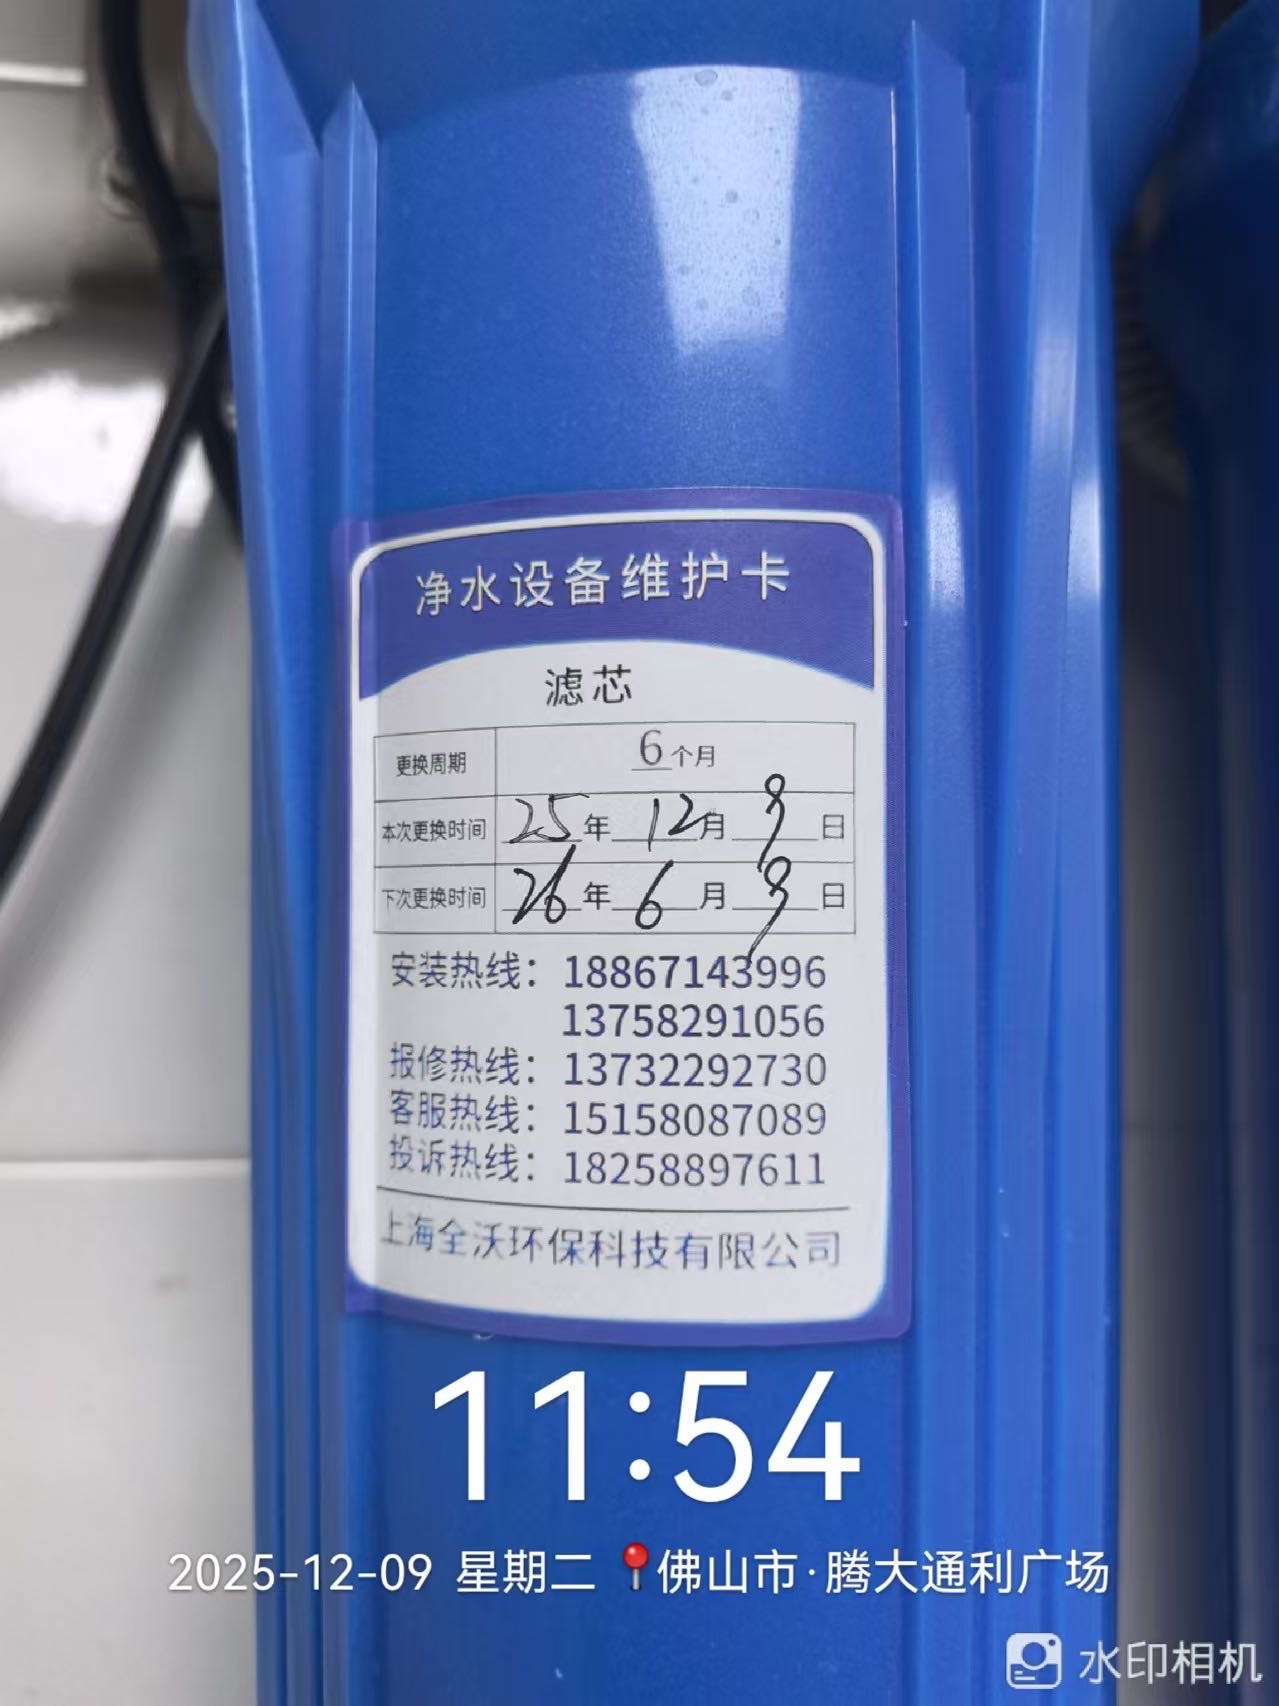 净水设备维护卡
滤芯
更换周期 6个月
本次更换时间 25年12月9日
下次更换时间 26年6月9日
安装热线：18867143996
13758291056
报修热线：13732292730
客服热线：15158087089
投诉热线：18258897611
上海全沃环保科技有限公司
11:54
2025-12-09 星期二 佛山市·腾大通利广场
水印相机